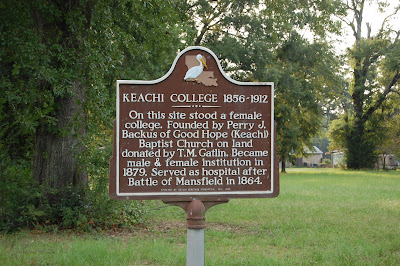 KEACHI COLLEGE 1856-1912
On this site stood a female
college. Founded by Perry J.
Backus of Good Hope (Keachi)
Baptist Church on land
donated by T.M. Gatlin. Became
male & female institution in
1879. Served as hospital after
Battle of Mansfield in 1864.